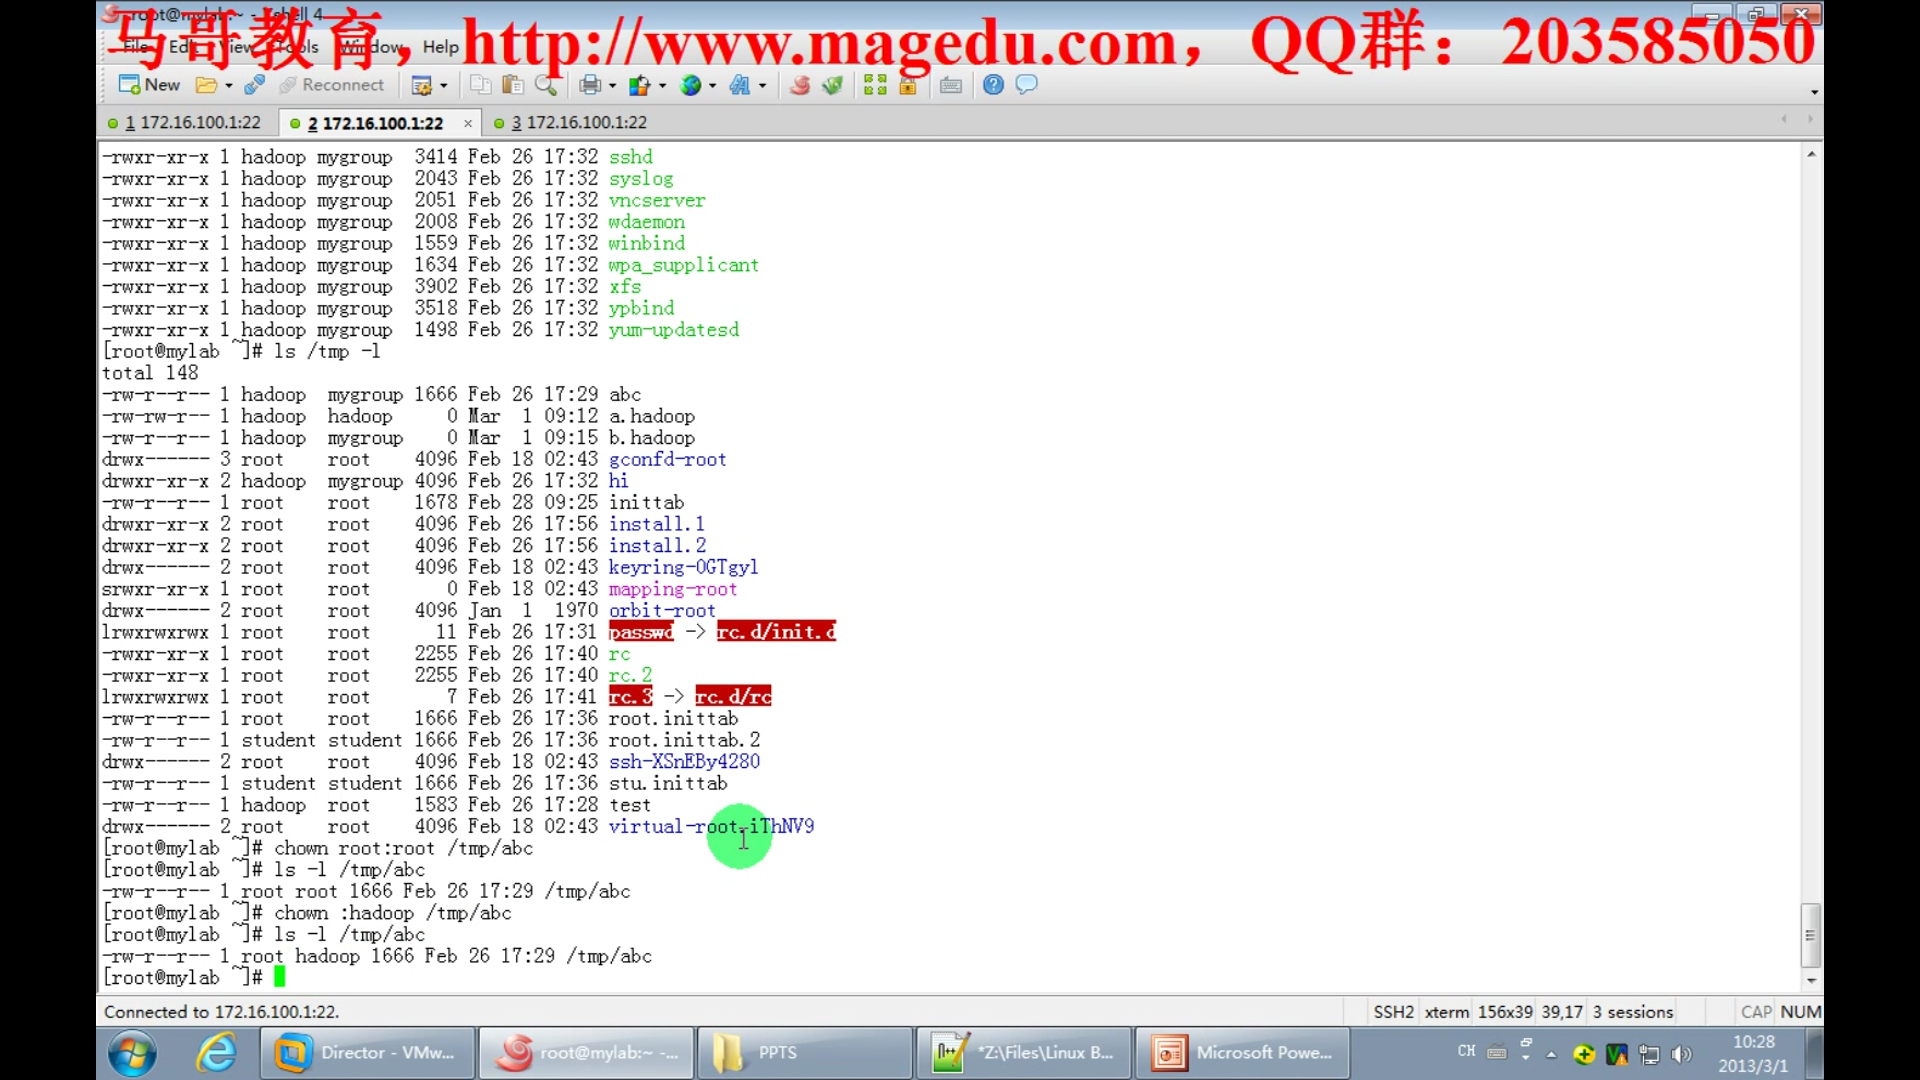 root@mylab:~ - Xshell 4
马哥教育，http://www.magedu.com，QQ群：203585050
File Edit View Tools Window Help
New Reconnect
1 172.16.100.1:22 2 172.16.100.1:22 × 3 172.16.100.1:22
-rwxr-xr-x 1 hadoop mygroup  3414 Feb 26 17:32 sshd
-rwxr-xr-x 1 hadoop mygroup  2043 Feb 26 17:32 syslog
-rwxr-xr-x 1 hadoop mygroup  2051 Feb 26 17:32 vncserver
-rwxr-xr-x 1 hadoop mygroup  2008 Feb 26 17:32 wdaemon
-rwxr-xr-x 1 hadoop mygroup  1559 Feb 26 17:32 winbind
-rwxr-xr-x 1 hadoop mygroup  1634 Feb 26 17:32 wpa_supplicant
-rwxr-xr-x 1 hadoop mygroup  3902 Feb 26 17:32 xfs
-rwxr-xr-x 1 hadoop mygroup  3518 Feb 26 17:32 ypbind
-rwxr-xr-x 1 hadoop mygroup  1498 Feb 26 17:32 yum-updatesd
[root@mylab ~]# ls /tmp -l
total 148
-rw-r--r-- 1 hadoop  mygroup 1666 Feb 26 17:29 abc
-rw-rw-r-- 1 hadoop  hadoop     0 Mar  1 09:12 a.hadoop
-rw-r--r-- 1 hadoop  mygroup    0 Mar  1 09:15 b.hadoop
drwx------ 3 root    root    4096 Feb 18 02:43 gconfd-root
drwxr-xr-x 2 hadoop  mygroup 4096 Feb 26 17:32 hi
-rw-r--r-- 1 root    root    1678 Feb 28 09:25 inittab
drwxr-xr-x 2 root    root    4096 Feb 26 17:56 install.1
drwxr-xr-x 2 root    root    4096 Feb 26 17:56 install.2
drwx------ 2 root    root    4096 Feb 18 02:43 keyring-OGTgyl
srwxr-xr-x 1 root    root       0 Feb 18 02:43 mapping-root
drwx------ 2 root    root    4096 Jan  1  1970 orbit-root
lrwxrwxrwx 1 root    root      11 Feb 26 17:31 passwd -> rc.d/init.d
-rwxr-xr-x 1 root    root    2255 Feb 26 17:40 rc
-rwxr-xr-x 1 root    root    2255 Feb 26 17:40 rc.2
lrwxrwxrwx 1 root    root       7 Feb 26 17:41 rc.3 -> rc.d/rc
-rw-r--r-- 1 root    root    1666 Feb 26 17:36 root.inittab
-rw-r--r-- 1 student student 1666 Feb 26 17:36 root.inittab.2
drwx------ 2 root    root    4096 Feb 18 02:43 ssh-XSnEBy4280
-rw-r--r-- 1 student student 1666 Feb 26 17:36 stu.inittab
-rw-r--r-- 1 hadoop  root    1583 Feb 26 17:28 test
drwx------ 2 root    root    4096 Feb 18 02:43 virtual-root-iThNV9
[root@mylab ~]# chown root:root /tmp/abc
[root@mylab ~]# ls -l /tmp/abc
-rw-r--r-- 1 root root 1666 Feb 26 17:29 /tmp/abc
[root@mylab ~]# chown :hadoop /tmp/abc
[root@mylab ~]# ls -l /tmp/abc
-rw-r--r-- 1 root hadoop 1666 Feb 26 17:29 /tmp/abc
[root@mylab ~]#
Connected to 172.16.100.1:22. SSH2 xterm 156x39 39,17 3 sessions CAP NUM
Director - VMw... root@mylab:~ -... PPTS *Z:\Files\Linux B... Microsoft Powe... CH 10:28
2013/3/1